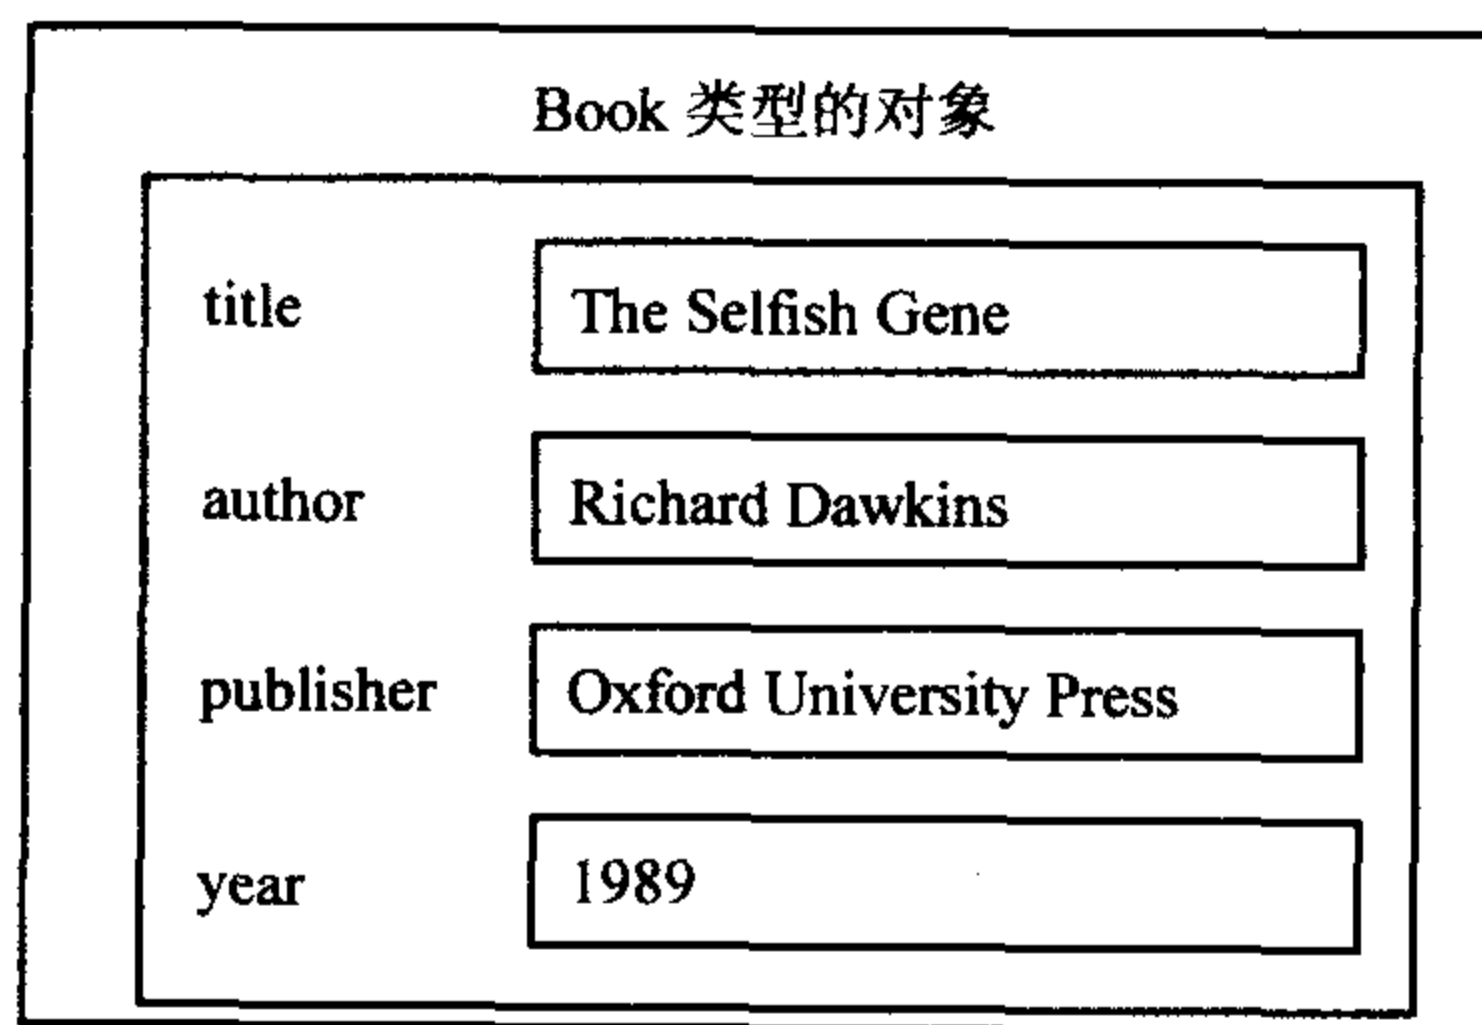 Book 类型的对象
title The Selfish Gene
author Richard Dawkins
publisher Oxford University Press
year 1989